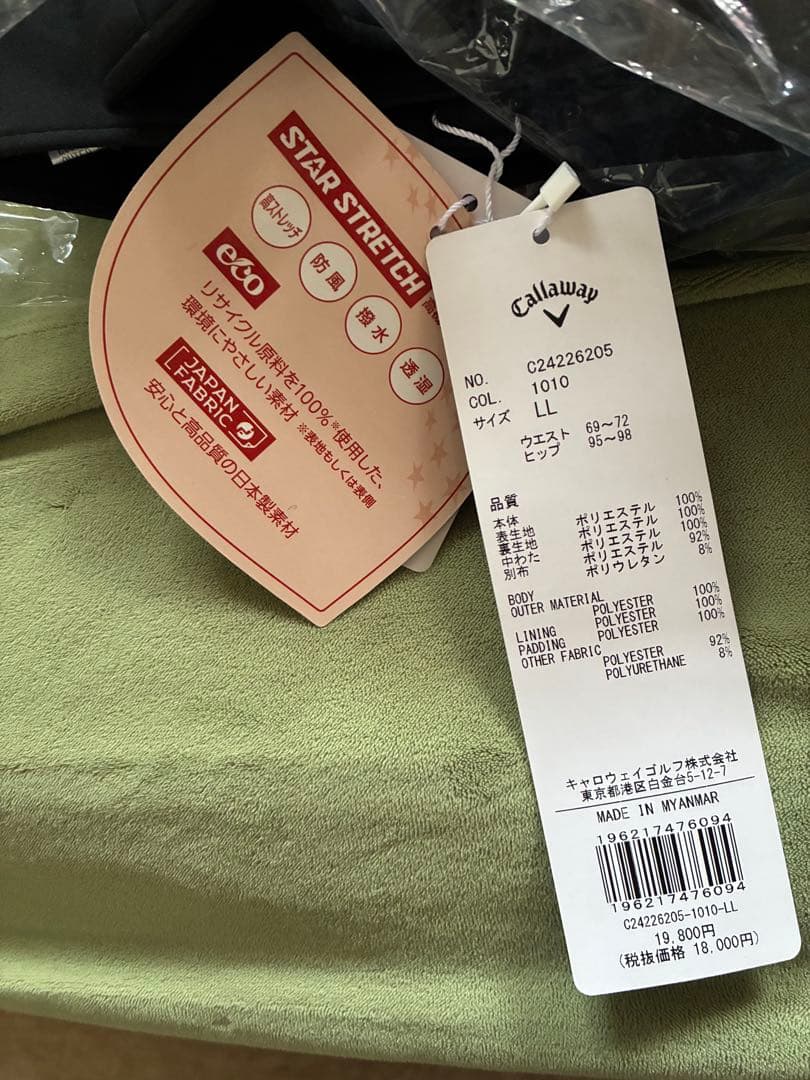 STAR STRETCH
高ストレッチ
防風
撥水
透湿
eco
リサイクル原料を100%※使用した、
環境にやさしい素材 ※表地もしくは表側
JAPAN
FABRIC
安心と高品質の日本製素材
Callaway
NO. C24226205
COL. 1010
サイズ LL
ウエスト 69～72
ヒップ 95～98
品質
本体
表生地 ポリエステル 100%
裏生地 ポリエステル 100%
中わた ポリエステル 100%
別布 ポリエステル 92%
ポリウレタン 8%
BODY
OUTER MATERIAL
POLYESTER 100%
LINING POLYESTER 100%
PADDING POLYESTER 100%
OTHER FABRIC
POLYESTER 92%
POLYURETHANE 8%
キャロウェイゴルフ株式会社
東京都港区白金台5-12-7
MADE IN MYANMAR
196217476094
196217476094
C24226205-1010-LL
19,800円
(税抜価格 18,000円)